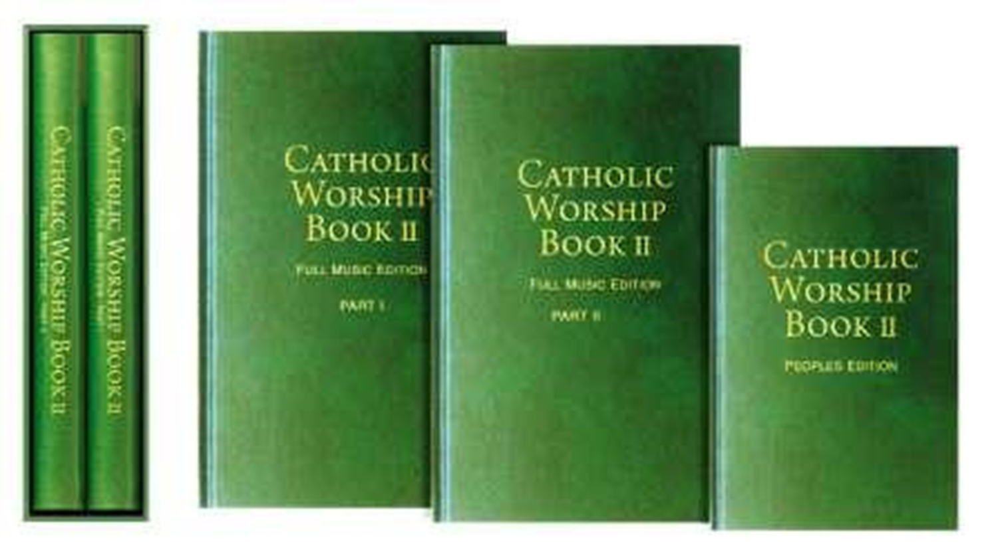 CATHOLIC WORSHIP BOOK II
CATHOLIC WORSHIP BOOK II
CATHOLIC
WORSHIP
BOOK II
FULL MUSIC EDITION
PART I
CATHOLIC
WORSHIP
BOOK II
FULL MUSIC EDITION
PART II
CATHOLIC
WORSHIP
BOOK II
PEOPLES EDITION